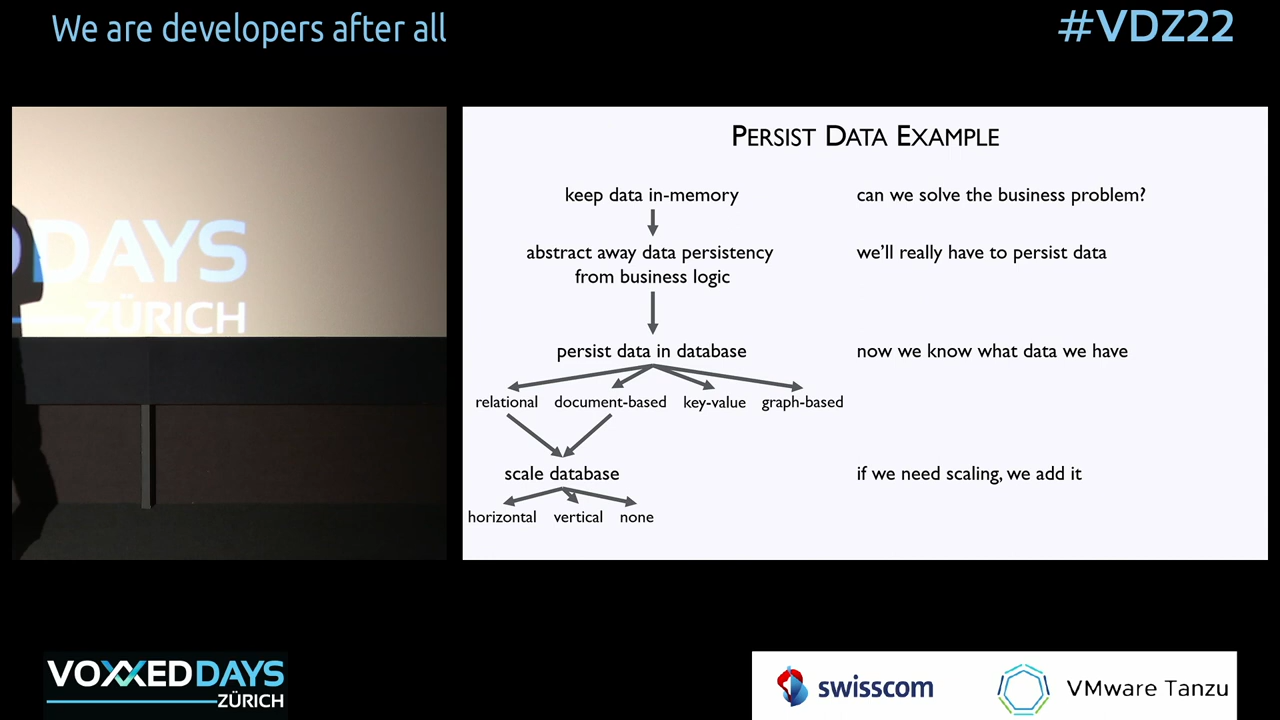 We are developers after all
#VDZ22
DAYS
ZÜRICH
PERSIST DATA EXAMPLE
keep data in-memory
can we solve the business problem?
abstract away data persistency
from business logic
we'll really have to persist data
persist data in database
now we know what data we have
relational
document-based
key-value
graph-based
scale database
if we need scaling, we add it
horizontal
vertical
none
VOXXEDDAYS
ZÜRICH
swisscom
VMware Tanzu